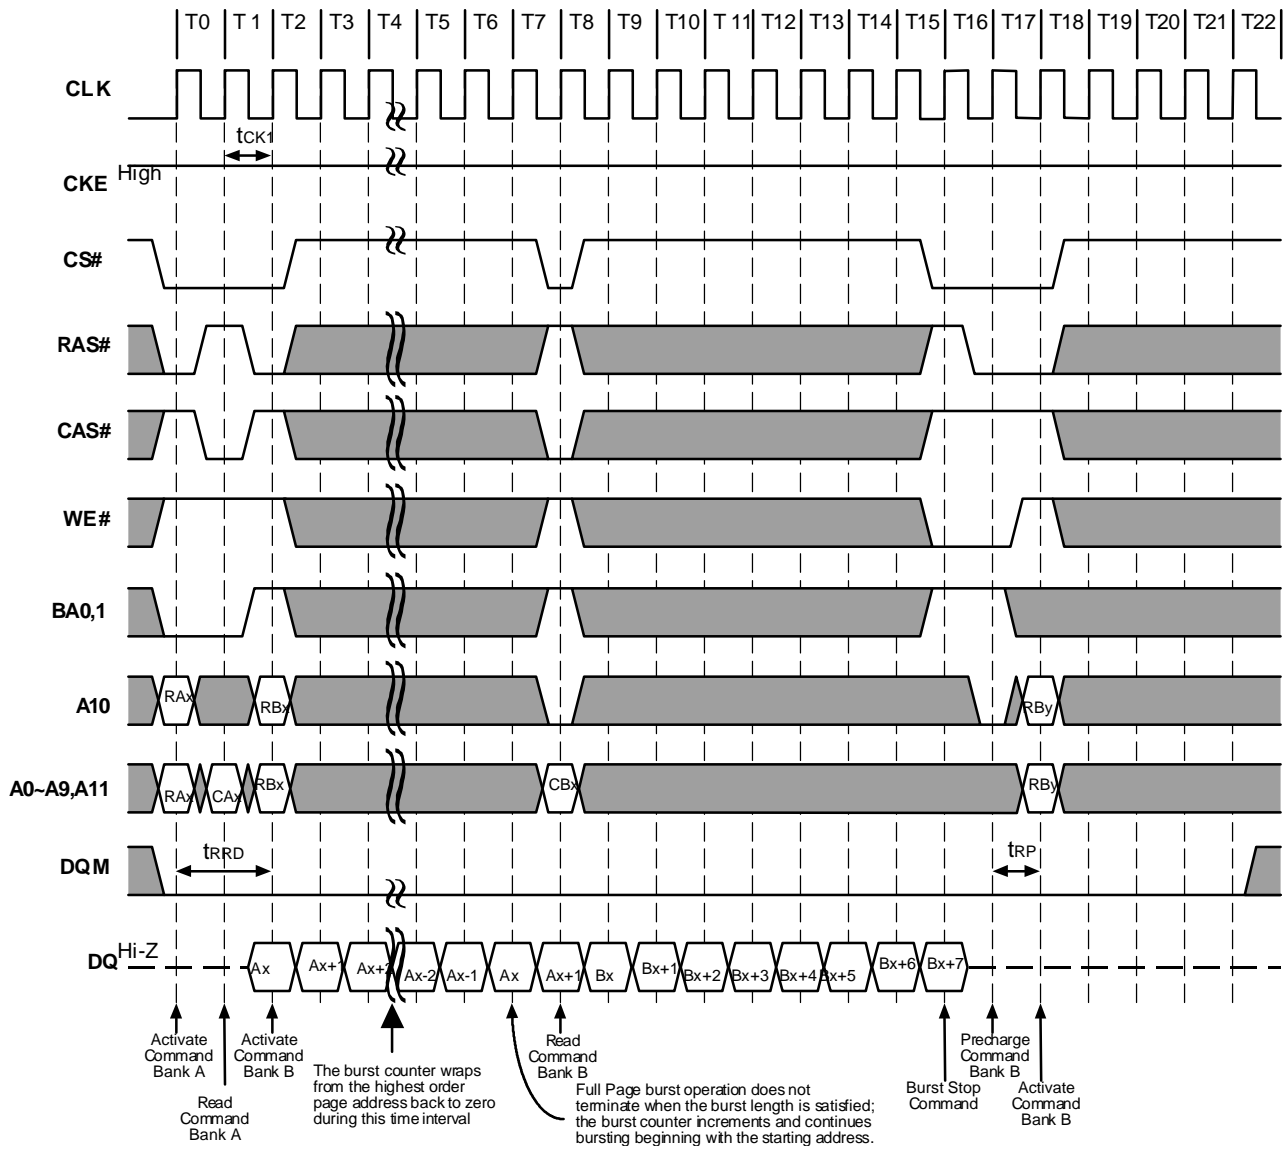 T0 T 1 T2 T3 T4 T5 T6 T7 T8 T9 T10 T 11 T12 T13 T14 T15 T16 T17 T18 T19 T20 T21 T22
CLK
tCK1
High
CKE
CS#
RAS#
CAS#
WE#
BA0,1
A10
RAx RBx RBy
A0~A9,A11
RAx CAx RBx CBx RBy
DQM
tRRD
tRP
Hi-Z
DQ
Ax Ax+1 Ax+2 Ax-2 Ax-1 Ax Ax+1 Bx Bx+1 Bx+2 Bx+3 Bx+4 Bx+5 Bx+6 Bx+7
Activate
Command
Bank A
Read
Command
Bank A
Activate
Command
Bank B
The burst counter wraps
from the highest order
page address back to zero
during this time interval
Read
Command
Bank B
Full Page burst operation does not
terminate when the burst length is satisfied;
the burst counter increments and continues
bursting beginning with the starting address.
Burst Stop
Command
Precharge
Command
Bank B
Activate
Command
Bank B